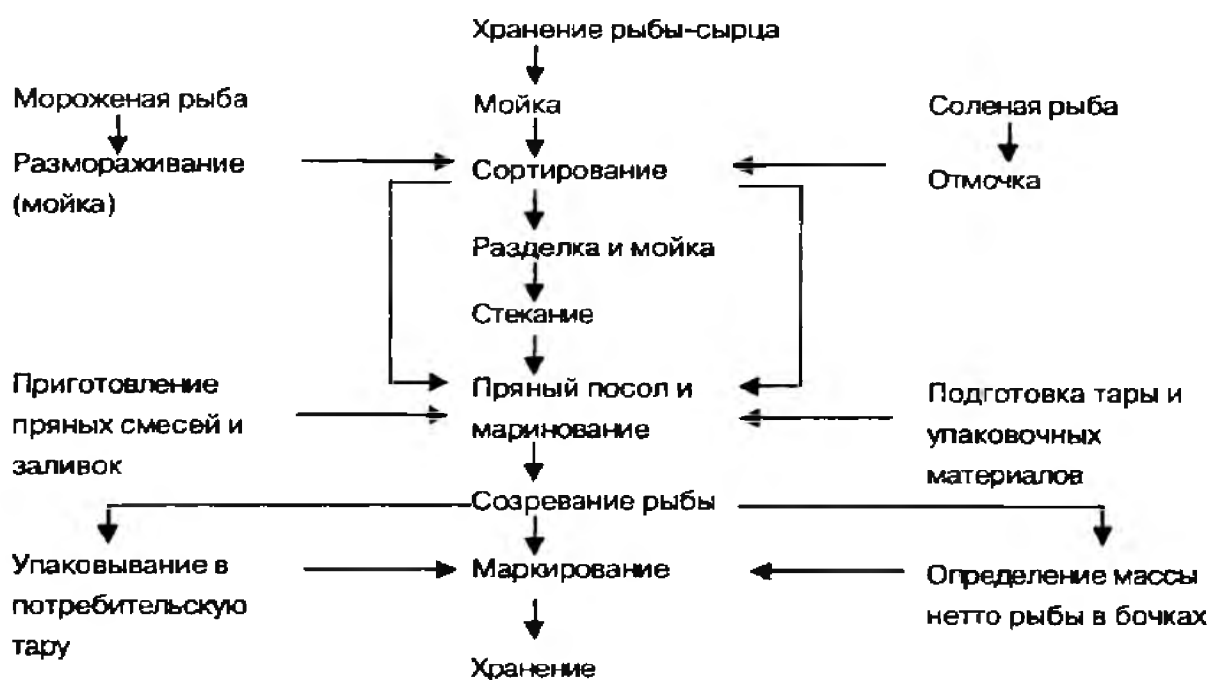 Хранение рыбы-сырца
Мороженая рыба
Мойка
Соленая рыба
Размораживание
(мойка)
Сортирование
Отмочка
Разделка и мойка
Стекание
Приготовление
пряных смесей и
заливок
Пряный посол и
маринование
Подготовка тары и
упаковочных
материалов
Созревание рыбы
Упаковывание в
потребительскую
тару
Маркирование
Определение массы
нетто рыбы в бочках
Хранение